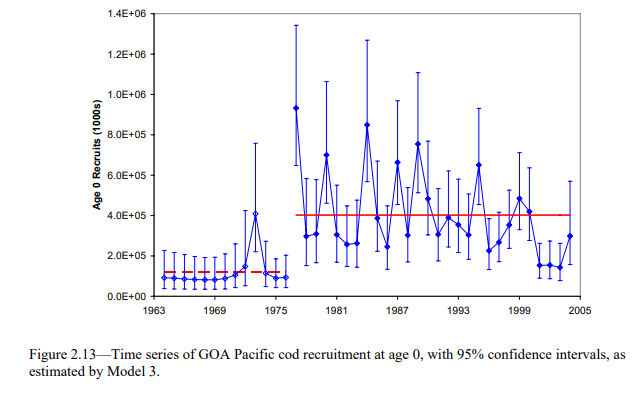 1.4E+06
1.2E+06
1.0E+06
8.0E+05
6.0E+05
4.0E+05
2.0E+05
0.0E+00
Age 0 Recruits (1000s)
1963 1969 1975 1981 1987 1993 1999 2005
Figure 2.13—Time series of GOA Pacific cod recruitment at age 0, with 95% confidence intervals, as
estimated by Model 3.